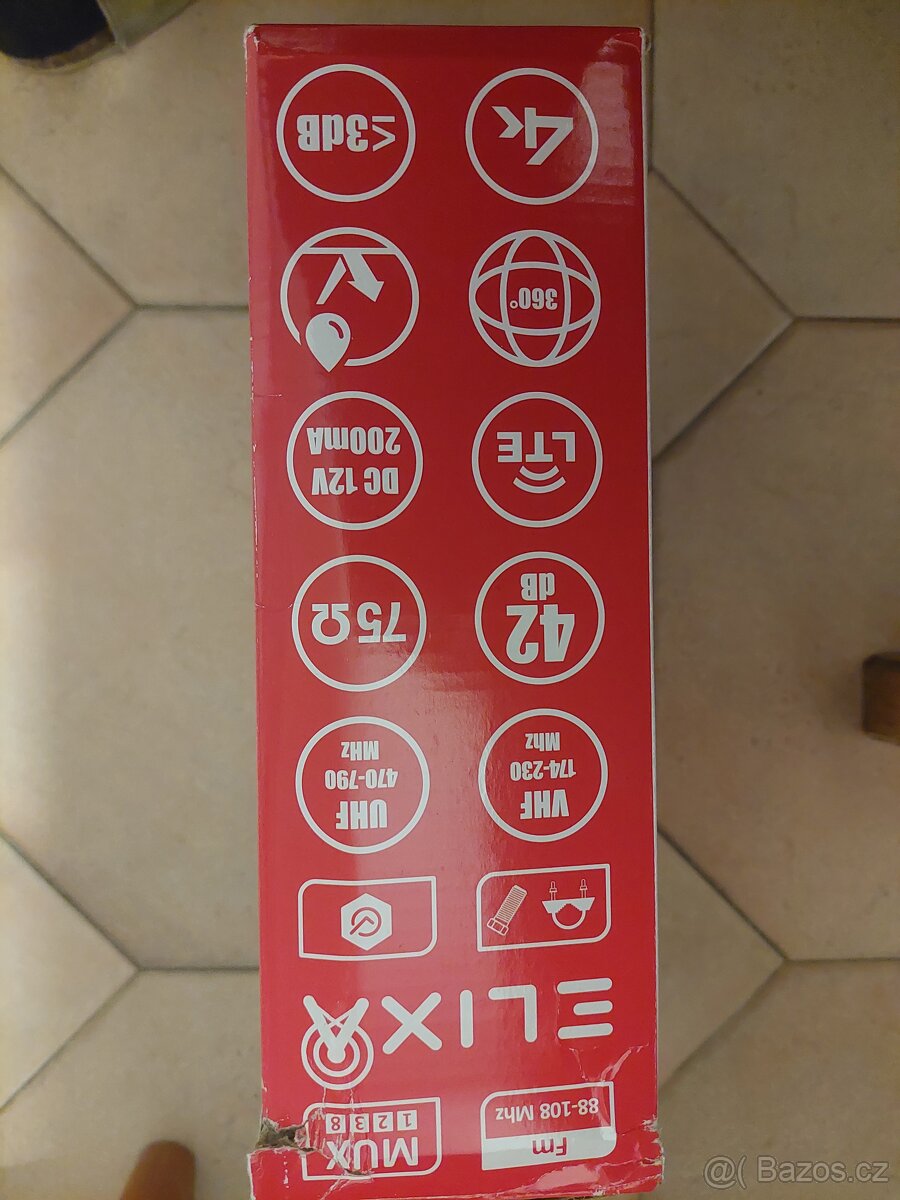 Fm
88-108 Mhz
MUX
1 2 3 8
ELIXA
VHF
174-230
Mhz
UHF
470-790
MHz
42
dB
75Ω
LTE
DC 12V
200mA
360°
4K
≤3dB
@( Bazos.cz